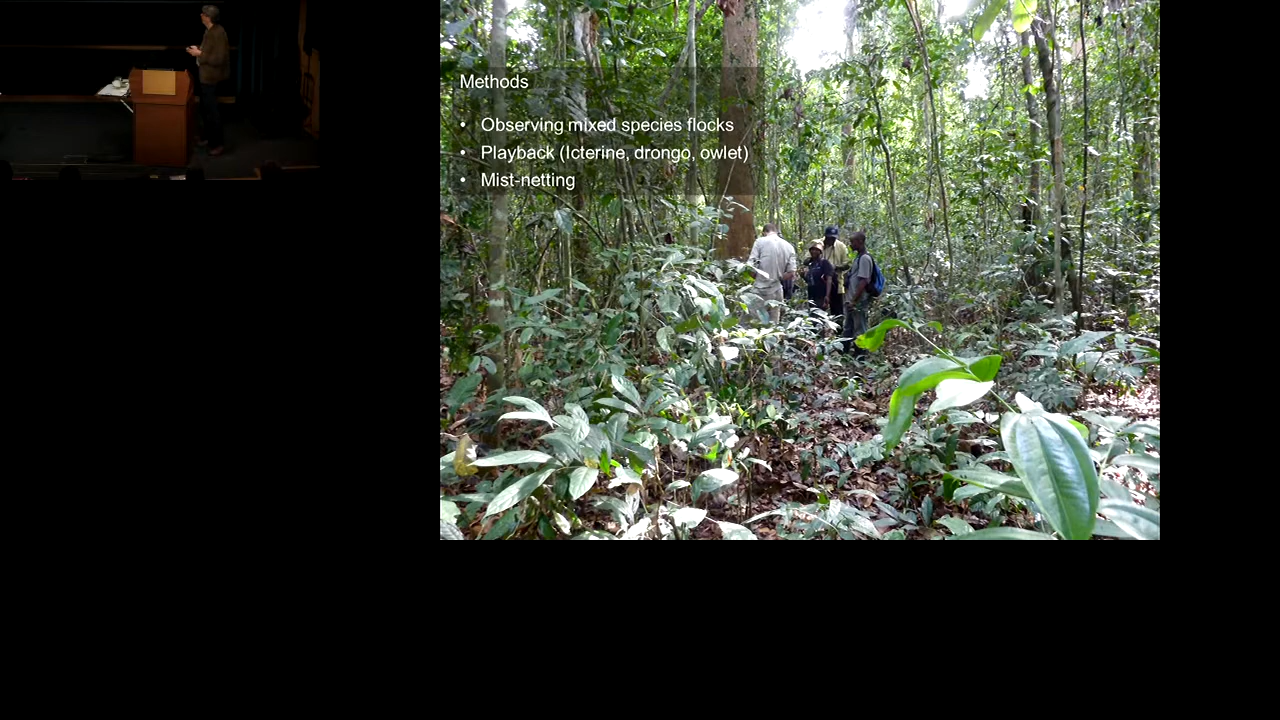 Methods
• Observing mixed species flocks
• Playback (Icterine, drongo, owlet)
• Mist-netting